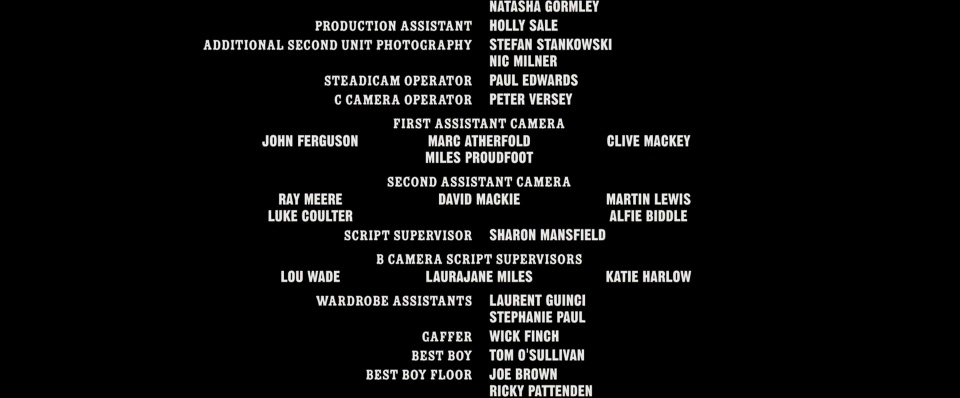 NATASHA GORMLEY
PRODUCTION ASSISTANT HOLLY SALE
ADDITIONAL SECOND UNIT PHOTOGRAPHY STEFAN STANKOWSKI
NIC MILNER
STEADICAM OPERATOR PAUL EDWARDS
C CAMERA OPERATOR PETER VERSEY
FIRST ASSISTANT CAMERA
JOHN FERGUSON MARC ATHERFOLD CLIVE MACKEY
MILES PROUDFOOT
SECOND ASSISTANT CAMERA
RAY MEERE DAVID MACKIE MARTIN LEWIS
LUKE COULTER ALFIE BIDDLE
SCRIPT SUPERVISOR SHARON MANSFIELD
B CAMERA SCRIPT SUPERVISORS
LOU WADE LAURAJANE MILES KATIE HARLOW
WARDROBE ASSISTANTS LAURENT GUINCI
STEPHANIE PAUL
GAFFER WICK FINCH
BEST BOY TOM O'SULLIVAN
BEST BOY FLOOR JOE BROWN
RICKY PATTENDEN